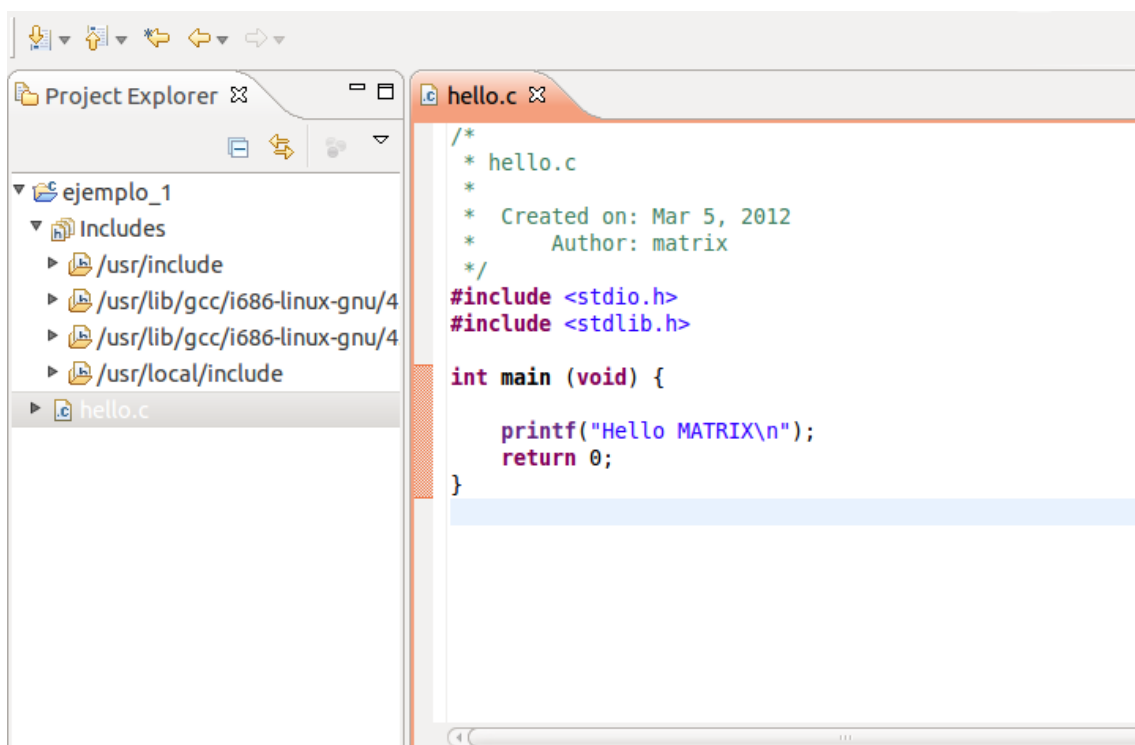 Project Explorer
ejemplo_1
Includes
/usr/include
/usr/lib/gcc/i686-linux-gnu/4
/usr/lib/gcc/i686-linux-gnu/4
/usr/local/include
hello.c
hello.c
/*
 * hello.c
 *
 *  Created on: Mar 5, 2012
 *      Author: matrix
 */
#include <stdio.h>
#include <stdlib.h>
int main (void) {
    printf("Hello MATRIX\n");
    return 0;
}